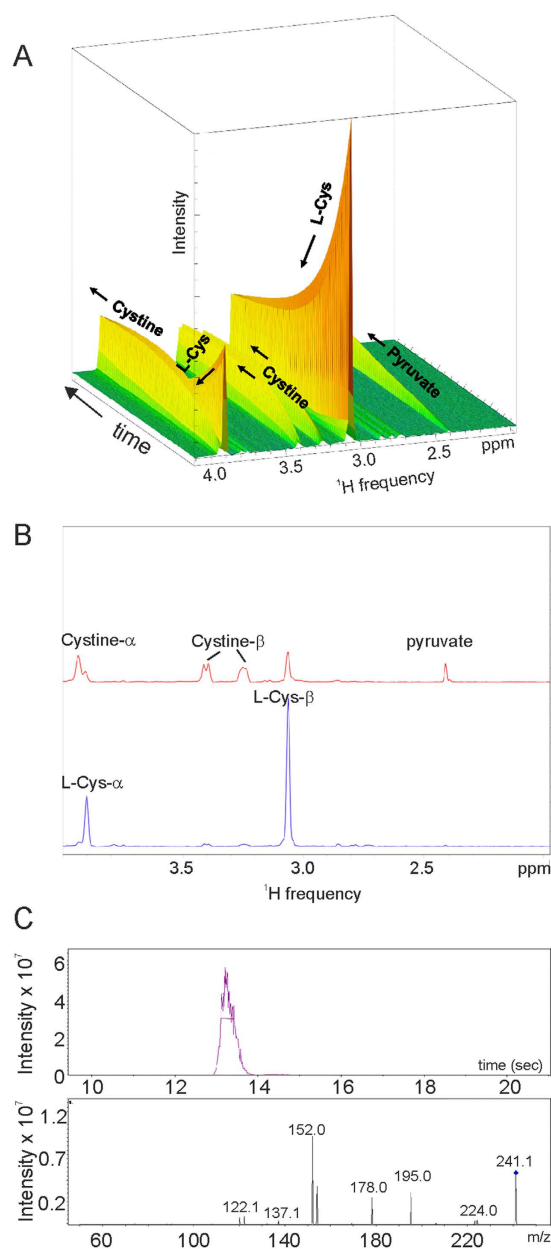 A
Intensity
L-Cys
Cystine
L-Cys
Cystine
Pyruvate
time
4.0
3.5
3.0
2.5
ppm
¹H frequency
B
Cystine-α
Cystine-β
pyruvate
L-Cys-β
L-Cys-α
3.5
3.0
2.5
ppm
¹H frequency
C
Intensity x 10⁷
6
4
2
0
10
12
14
16
18
20
time (sec)
Intensity x 10⁷
1.2
0.7
0.2
122.1
137.1
152.0
178.0
195.0
224.0
241.1
60
100
140
180
220
m/z